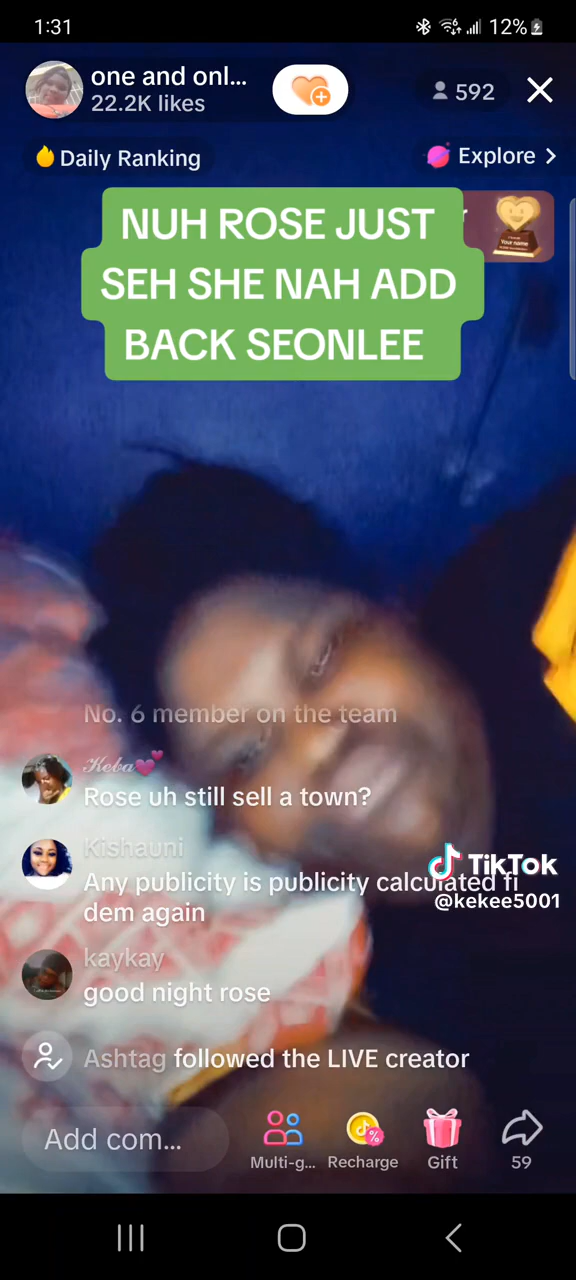 1:31
12%
one and onl...
22.2K likes
592
Daily Ranking
Explore
Your name
NUH ROSE JUST
SEH SHE NAH ADD
BACK SEONLEE
No. 6 member on the team
Keba
Rose uh still sell a town?
Kishauni
Any publicity is publicity calculated fi
dem again
TikTok
@kekee5001
kaykay
good night rose
Ashtag followed the LIVE creator
Add com...
Multi-g...
Recharge
Gift
59